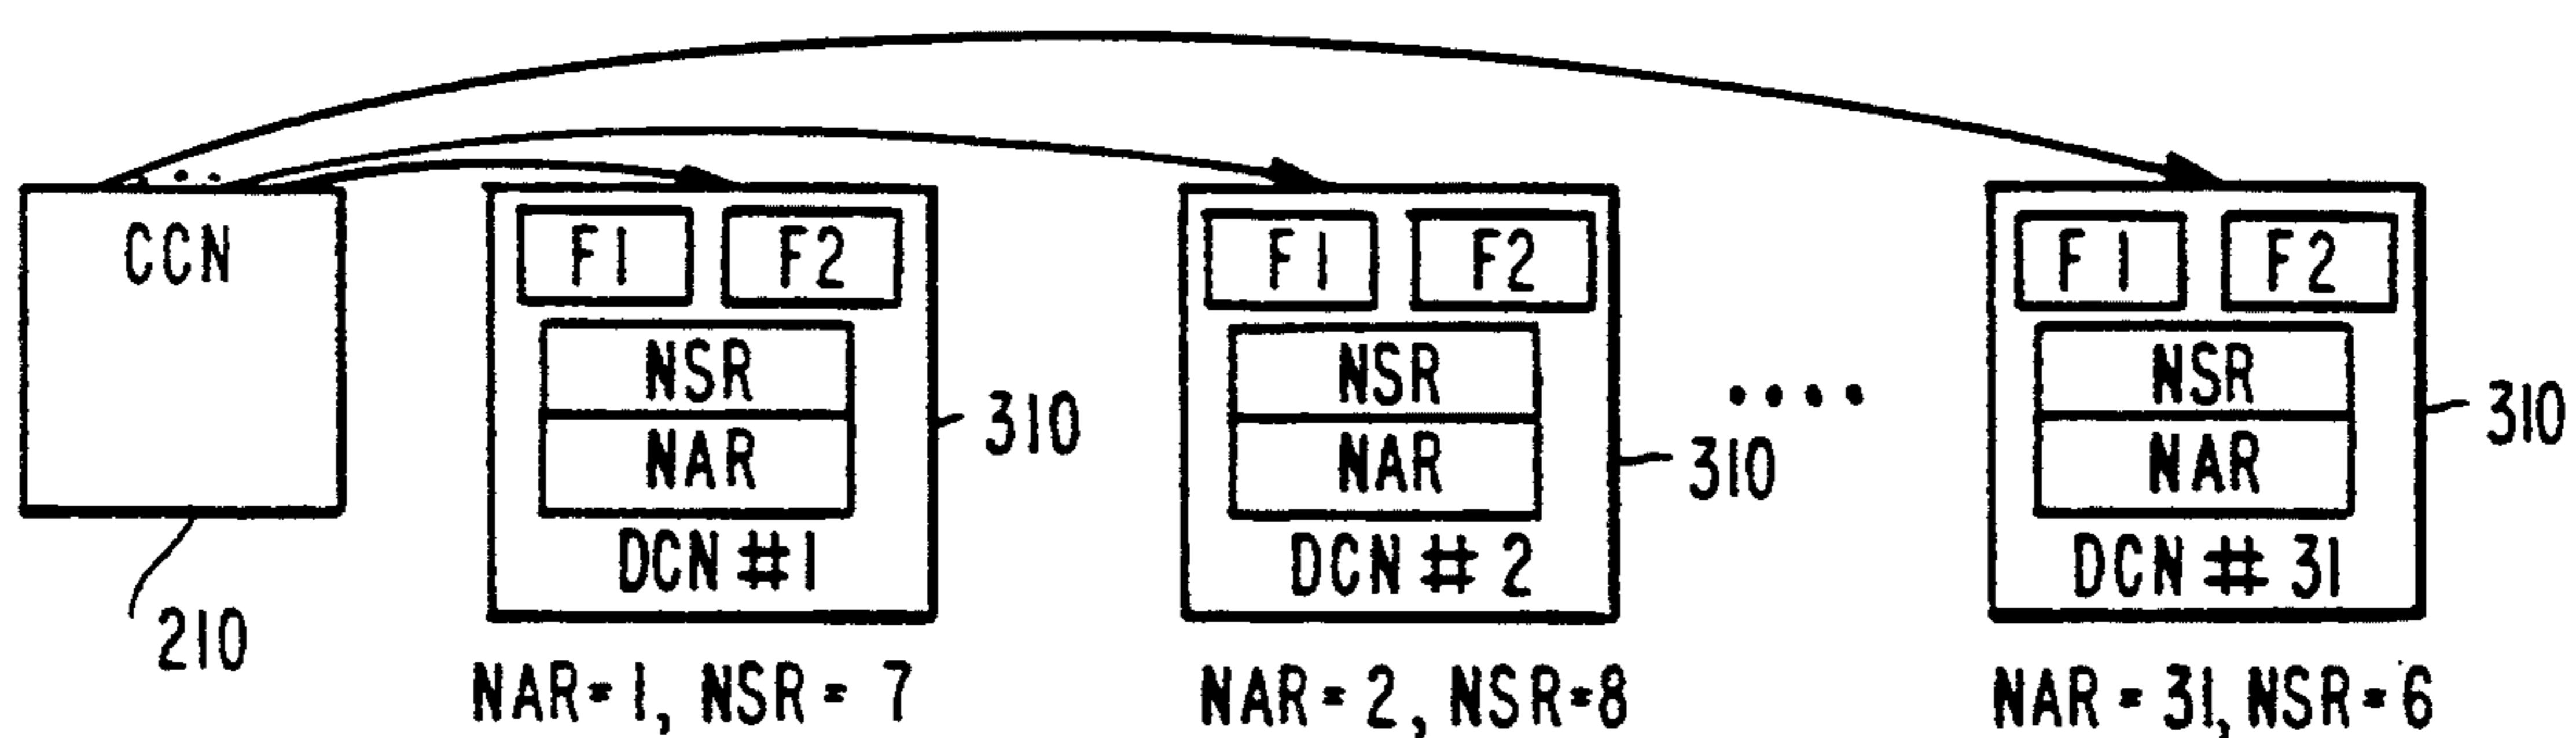 CCN
210
F1 F2
NSR
NAR
DCN #1
310
NAR=1, NSR=7
F1 F2
NSR
NAR
DCN #2
310
NAR=2, NSR=8
....
F1 F2
NSR
NAR
DCN #31
310
NAR=31, NSR=6